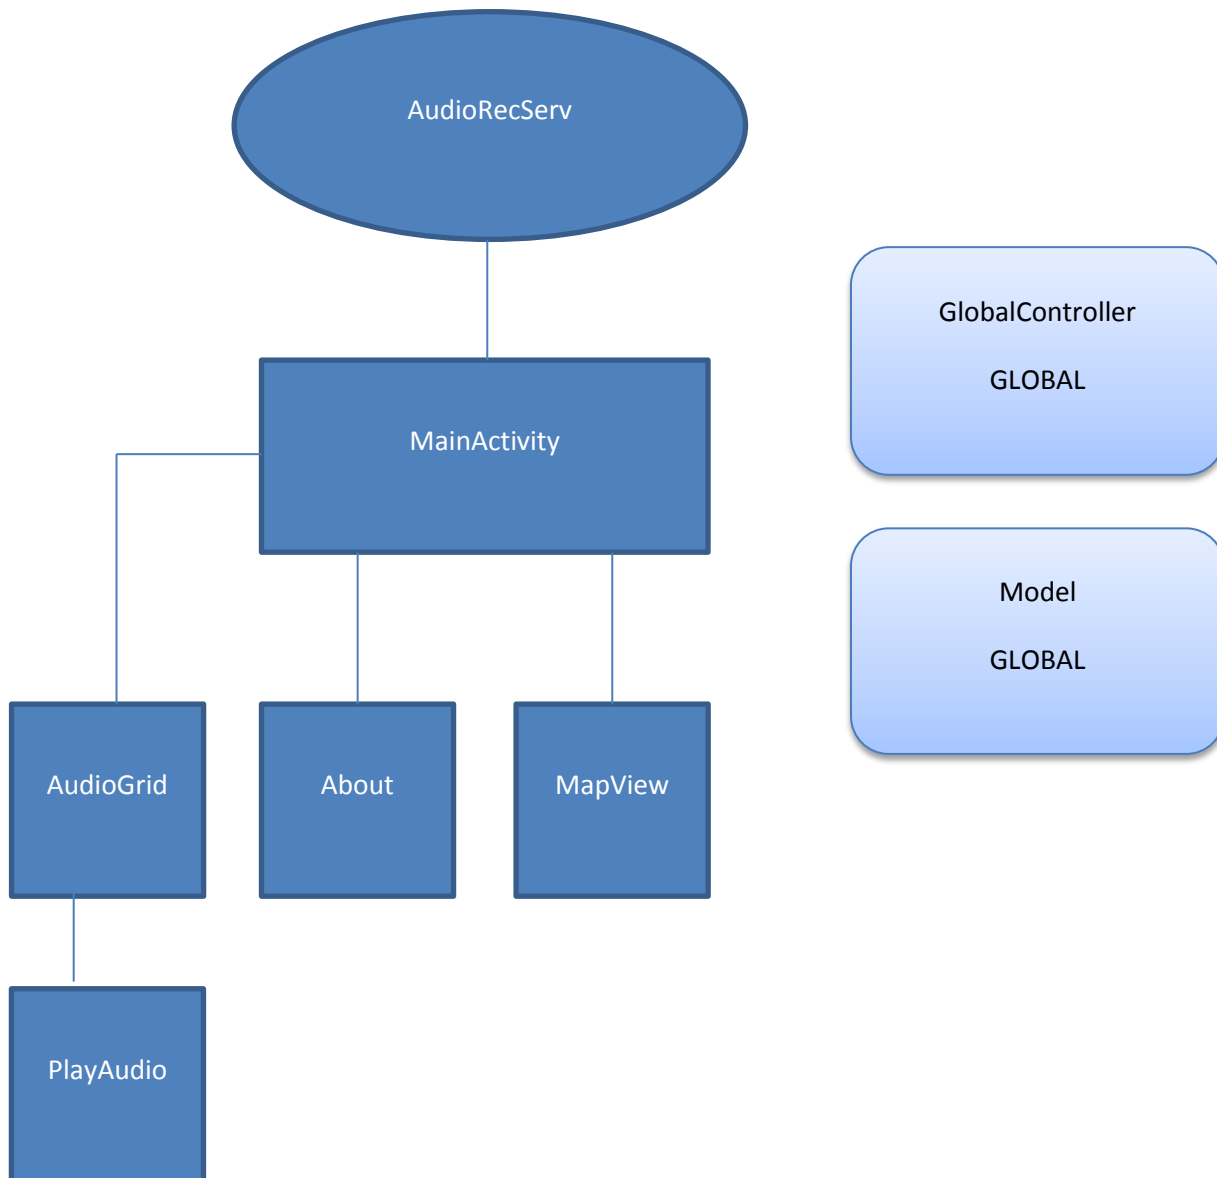 AudioRecServ
GlobalController
GLOBAL
MainActivity
Model
GLOBAL
AudioGrid
About
MapView
PlayAudio